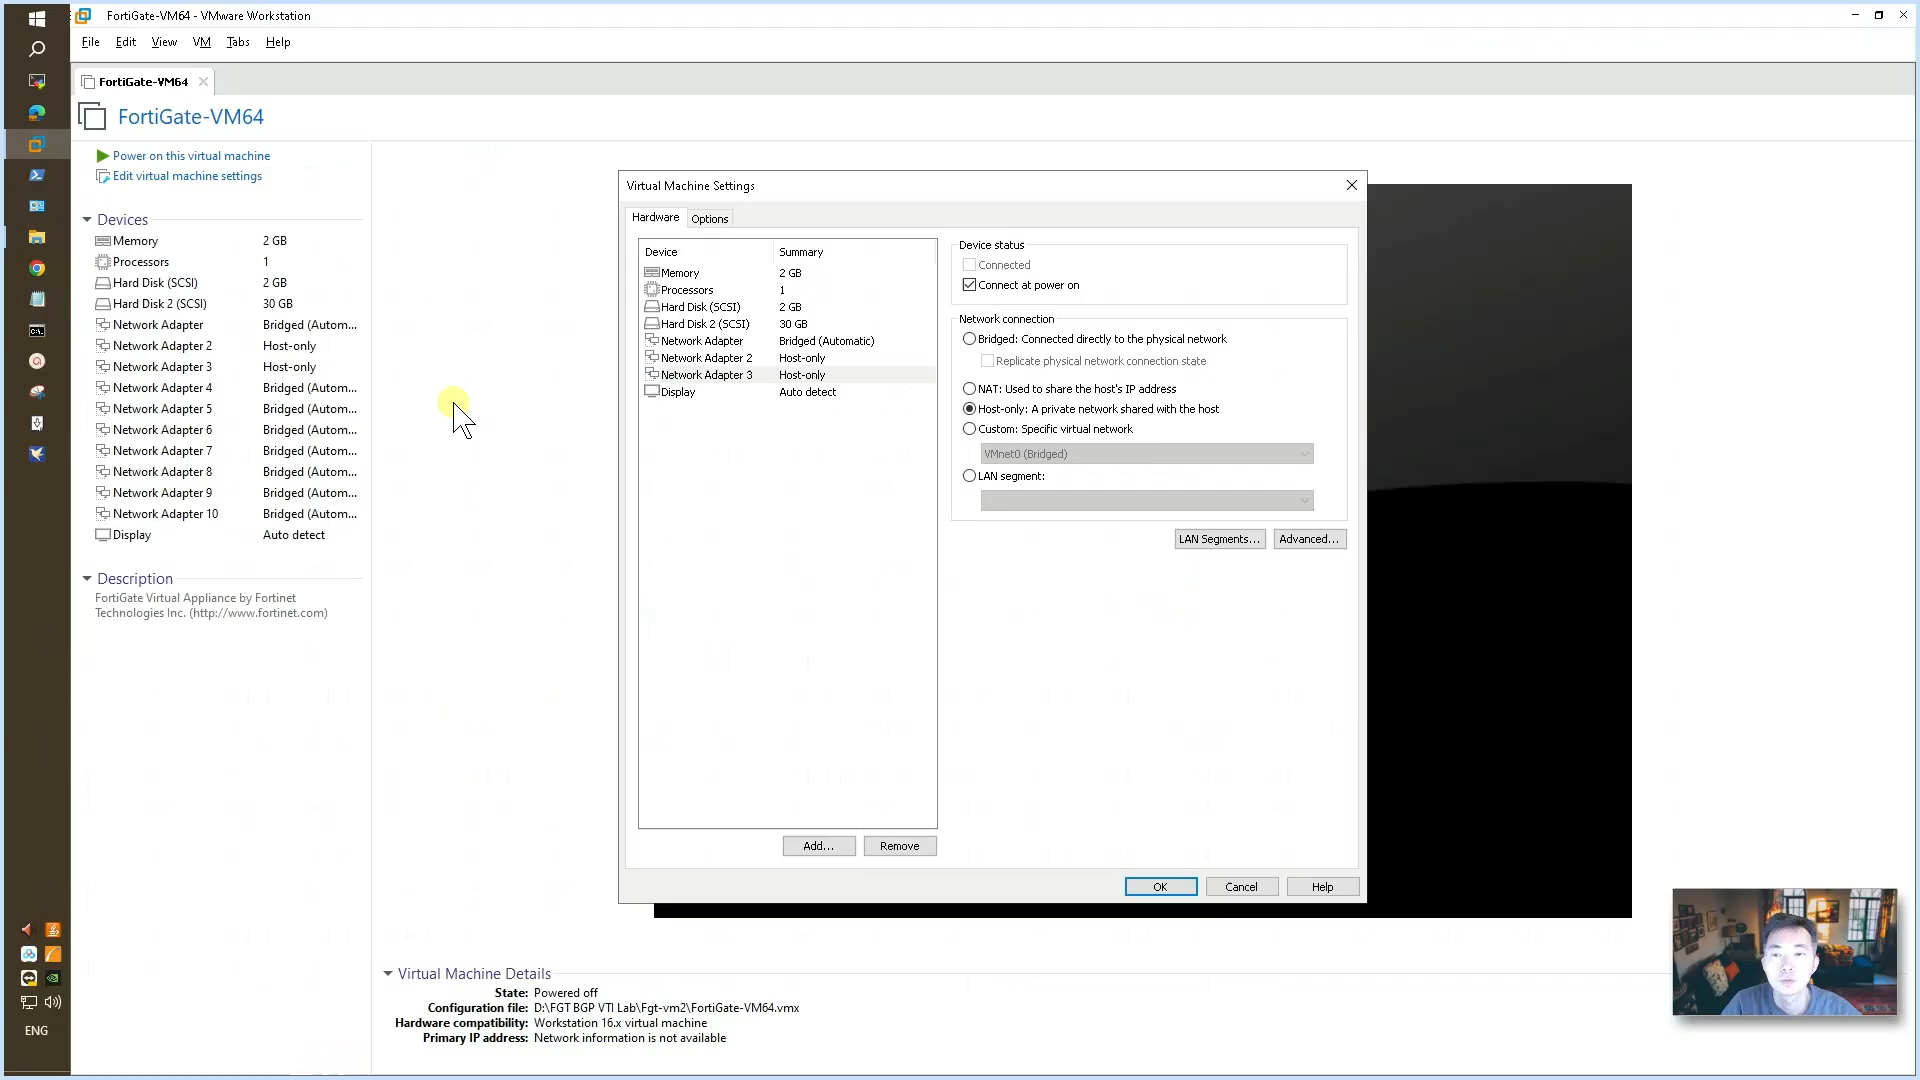 FortiGate-VM64 - VMware Workstation
File Edit View VM Tabs Help
FortiGate-VM64
FortiGate-VM64
Power on this virtual machine
Edit virtual machine settings
Devices
Memory 2 GB
Processors 1
Hard Disk (SCSI) 2 GB
Hard Disk 2 (SCSI) 30 GB
Network Adapter Bridged (Autom...
Network Adapter 2 Host-only
Network Adapter 3 Host-only
Network Adapter 4 Bridged (Autom...
Network Adapter 5 Bridged (Autom...
Network Adapter 6 Bridged (Autom...
Network Adapter 7 Bridged (Autom...
Network Adapter 8 Bridged (Autom...
Network Adapter 9 Bridged (Autom...
Network Adapter 10 Bridged (Autom...
Display Auto detect
Description
FortiGate Virtual Appliance by Fortinet
Technologies Inc. (http://www.fortinet.com)
Virtual Machine Settings
Hardware Options
Device Summary
Memory 2 GB
Processors 1
Hard Disk (SCSI) 2 GB
Hard Disk 2 (SCSI) 30 GB
Network Adapter Bridged (Automatic)
Network Adapter 2 Host-only
Network Adapter 3 Host-only
Display Auto detect
Add... Remove
Device status
Connected
Connect at power on
Network connection
Bridged: Connected directly to the physical network
Replicate physical network connection state
NAT: Used to share the host's IP address
Host-only: A private network shared with the host
Custom: Specific virtual network
VMnet0 (Bridged)
LAN segment:
LAN Segments... Advanced...
OK Cancel Help
Virtual Machine Details
State: Powered off
Configuration file: D:\FGT BGP VTI Lab\Fgt-vm2\FortiGate-VM64.vmx
Hardware compatibility: Workstation 16.x virtual machine
Primary IP address: Network information is not available
ENG